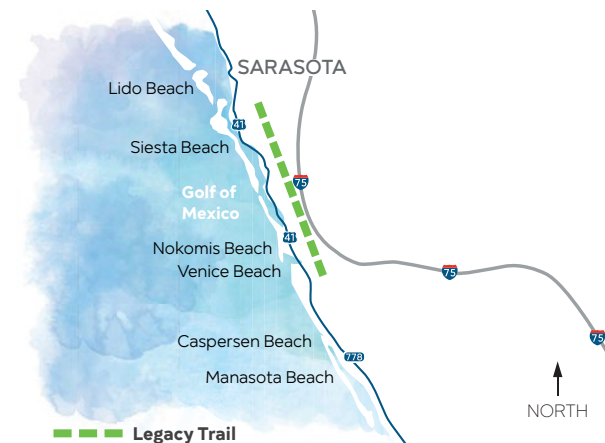 SARASOTA
Lido Beach
41
Siesta Beach
75
Golf of
Mexico
41
Nokomis Beach
Venice Beach
75
75
Caspersen Beach
778
Manasota Beach
NORTH
Legacy Trail